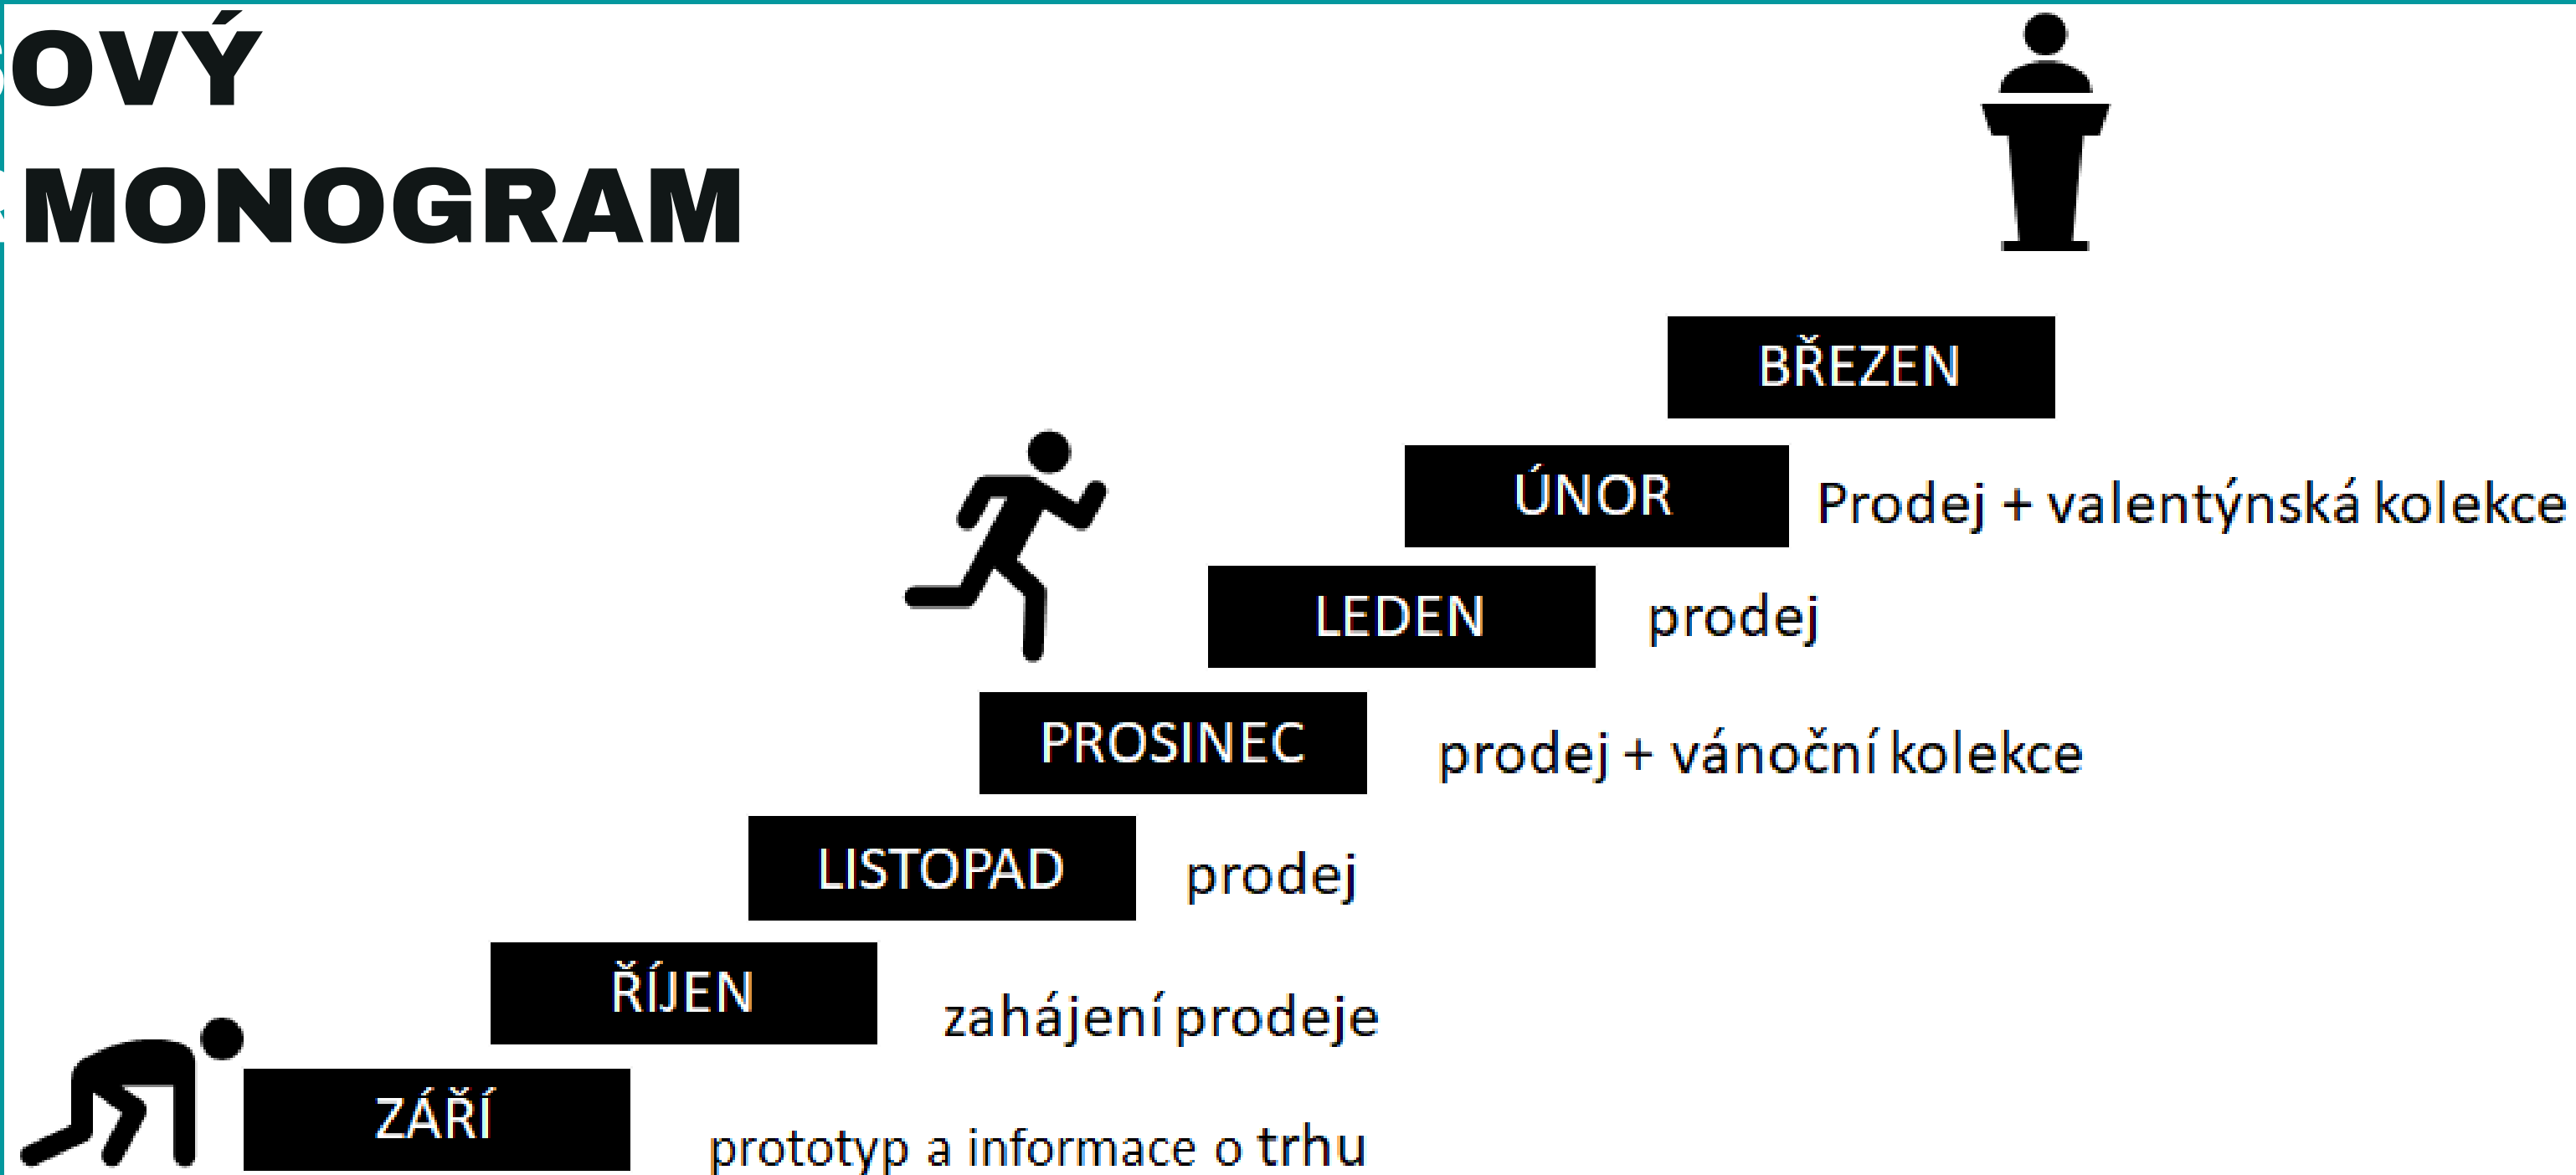 OVÝ
MONOGRAM
BŘEZEN
ÚNOR Prodej + valentýnská kolekce
LEDEN prodej
PROSINEC prodej + vánoční kolekce
LISTOPAD prodej
ŘÍJEN zahájení prodeje
ZÁŘÍ prototyp a informace o trhu